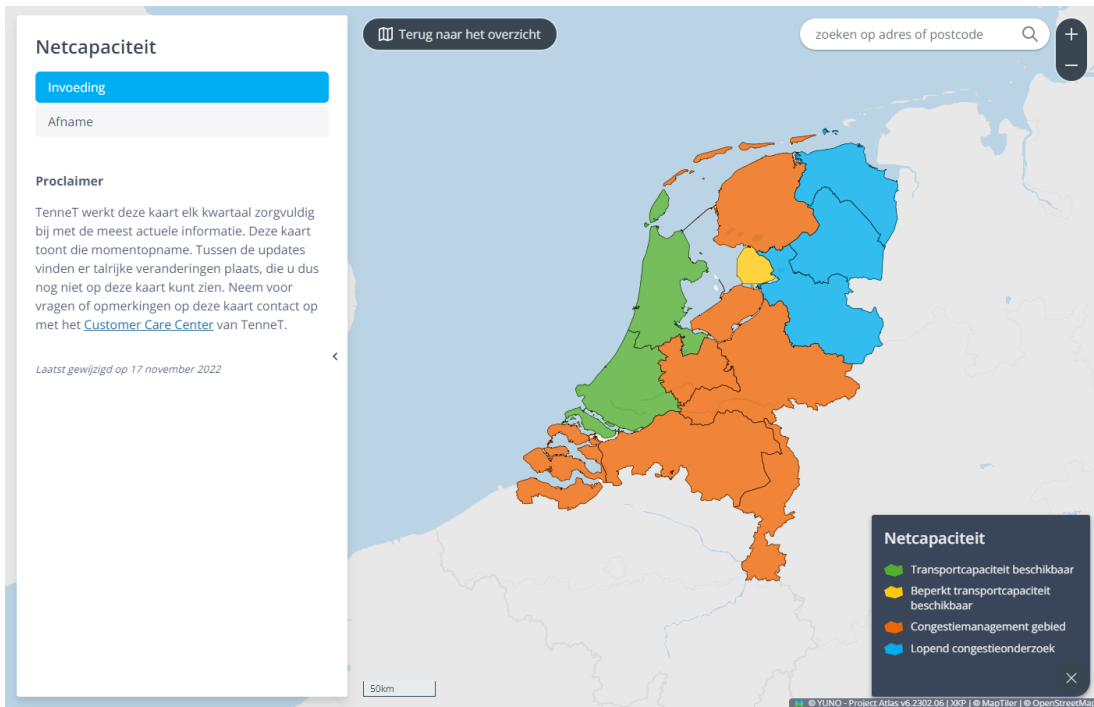 Netcapaciteit
Invoeding
Afname
Proclaimer
TenneT werkt deze kaart elk kwartaal zorgvuldig
bij met de meest actuele informatie. Deze kaart
toont die momentopname. Tussen de updates
vinden er talrijke veranderingen plaats, die u dus
nog niet op deze kaart kunt zien. Neem voor
vragen of opmerkingen op deze kaart contact op
met het Customer Care Center van TenneT.
Laatst gewijzigd op 17 november 2022
Terug naar het overzicht
zoeken op adres of postcode
Netcapaciteit
Transportcapaciteit beschikbaar
Beperkt transportcapaciteit
beschikbaar
Congestiemanagement gebied
Lopend congestieonderzoek
50km
© YUNO - Project Atlas v6.2302.06 | XKP | © MapTiler | © OpenStreetMap